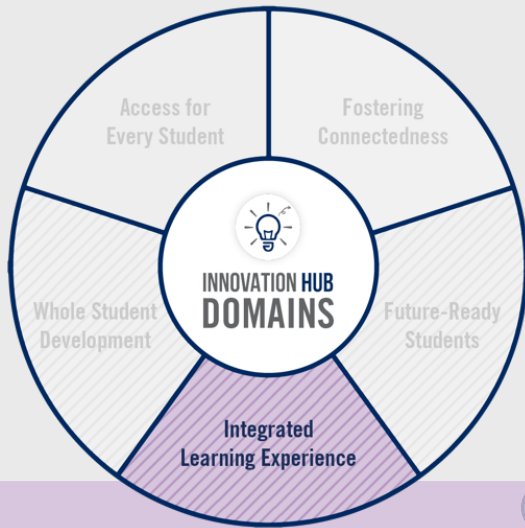 Access for
Every Student
Fostering
Connectedness
INNOVATION HUB
DOMAINS
Whole Student
Development
Future-Ready
Students
Integrated
Learning Experience